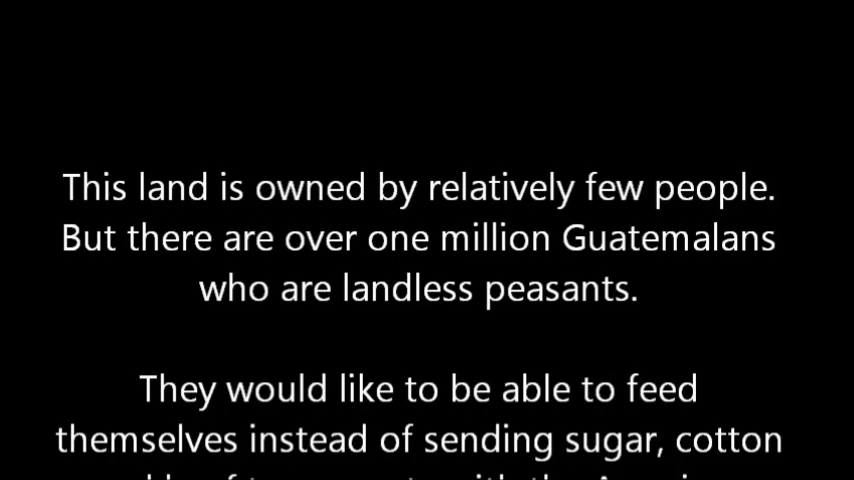 This land is owned by relatively few people.
But there are over one million Guatemalans
who are landless peasants.
They would like to be able to feed
themselves instead of sending sugar, cotton